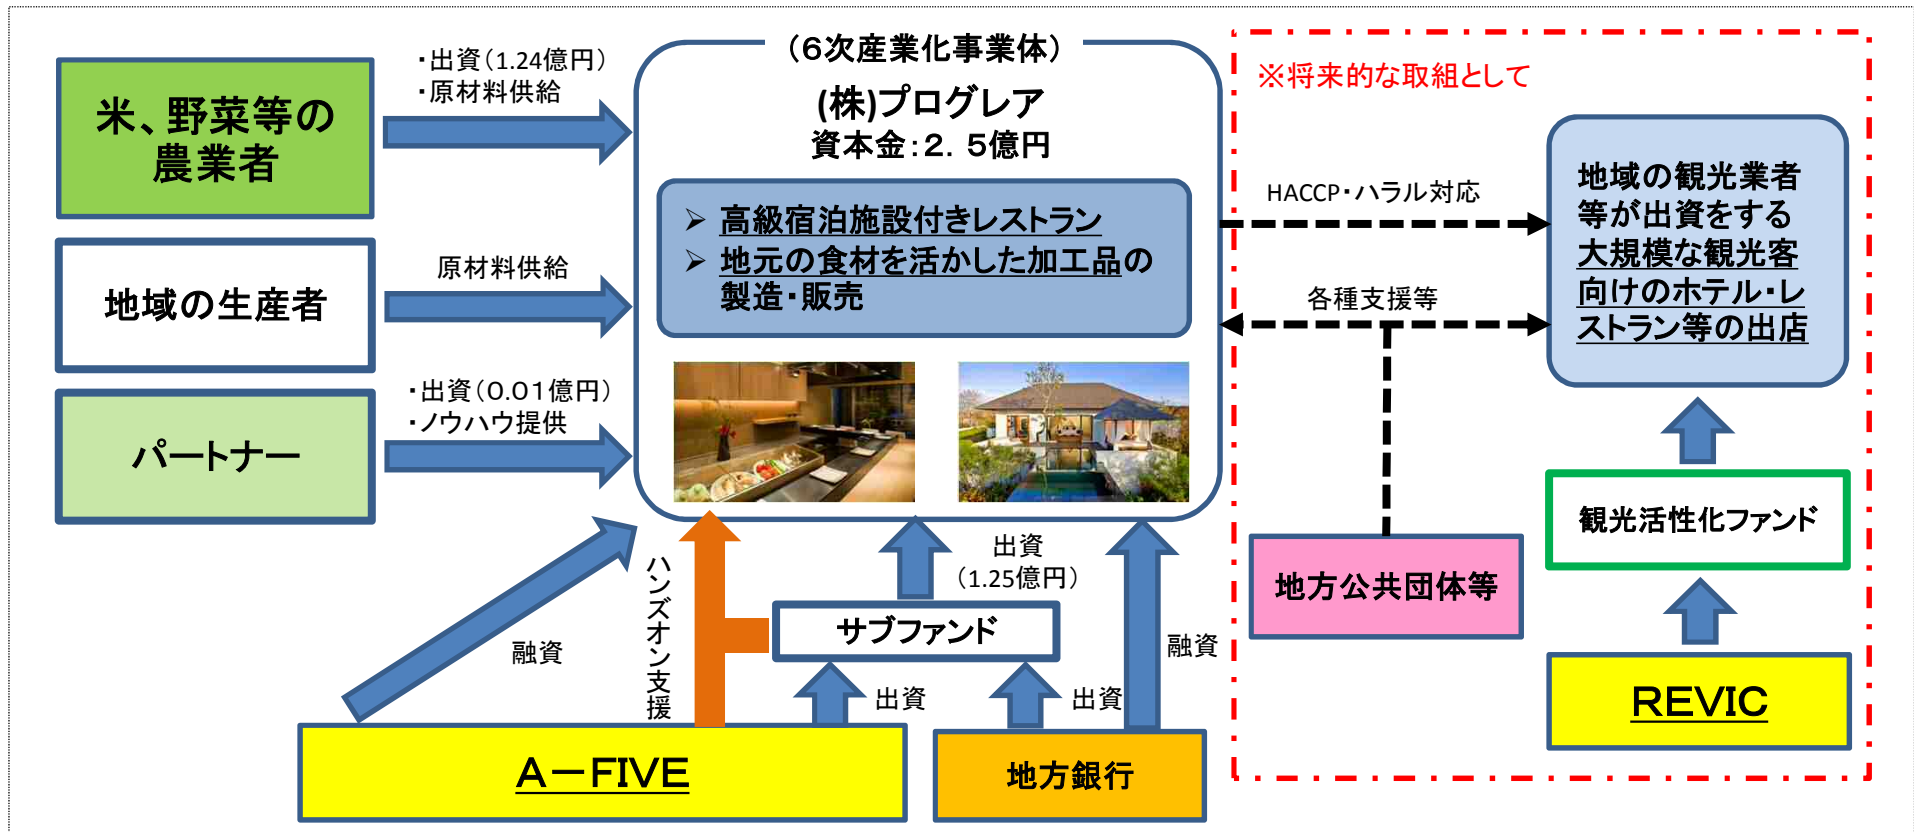 米、野菜等の
農業者
・出資（1.24億円）
・原材料供給
地域の生産者
原材料供給
パートナー
・出資（０.０１億円）
・ノウハウ提供
（６次産業化事業体）
(株)プログレア
資本金：２．５億円
➢ 高級宿泊施設付きレストラン
➢ 地元の食材を活かした加工品の
製造・販売
※将来的な取組として
HACCP・ハラル対応
各種支援等
地域の観光業者
等が出資をする
大規模な観光客
向けのホテル・レ
ストラン等の出店
観光活性化ファンド
地方公共団体等
REVIC
融資
ハンズオン支援
出資
（1.25億円）
サブファンド
融資
出資
出資
A－FIVE
地方銀行